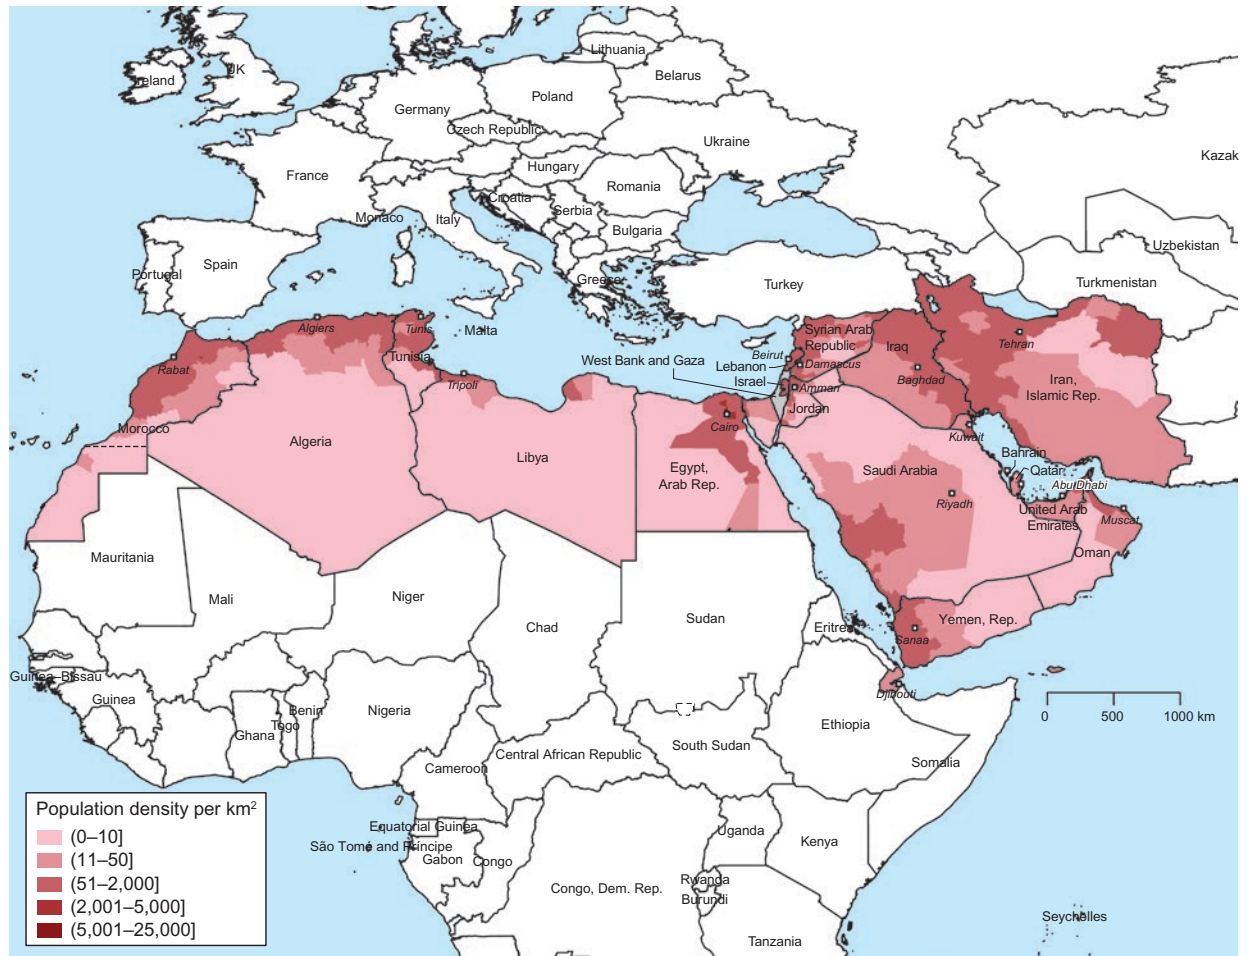 Lithuania
Ireland
UK
Belarus
Poland
Germany
Czech Republic
Ukraine
Kazak
France
Hungary
Romania
Croatia
Serbia
Monaco
Italy
Bulgaria
Uzbekistan
Portugal
Spain
Greece
Turkey
Turkmenistan
Algiers
Tunis
Malta
Syrian Arab
Republic
Tehran
Rabat
Tunisia
West Bank and Gaza
Beirut
Lebanon
Damascus
Iraq
Israel
Baghdad
Iran,
Islamic Rep.
Tripoli
Amman
Jordan
Morocco
Cairo
Kuwait
Algeria
Libya
Egypt,
Arab Rep.
Saudi Arabia
Bahrain
Qatar
Abu Dhabi
Riyadh
United Arab
Emirates
Muscat
Oman
Mauritania
Mali
Niger
Chad
Sudan
Eritrea
Sanaa
Yemen, Rep.
Djibouti
Guinea–Bissau
Guinea
Benin
Togo
Ghana
Nigeria
Ethiopia
0 500 1000 km
South Sudan
Central African Republic
Cameroon
Somalia
Equatorial Guinea
São Tomé and Príncipe
Gabon
Congo
Uganda
Kenya
Rwanda
Burundi
Congo, Dem. Rep.
Seychelles
Tanzania
Population density per km²
(0–10]
(11–50]
(51–2,000]
(2,001–5,000]
(5,001–25,000]